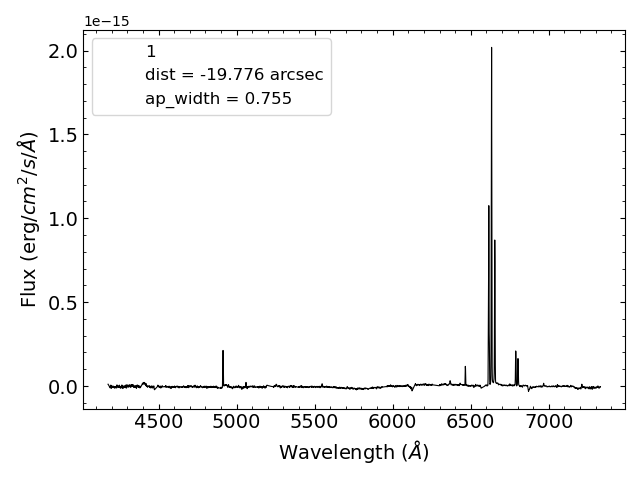 1e−15
1
dist = -19.776 arcsec
ap_width = 0.755
2.0
1.5
1.0
0.5
0.0
Flux (erg/cm²/s/Å)
4500 5000 5500 6000 6500 7000
Wavelength (Å)